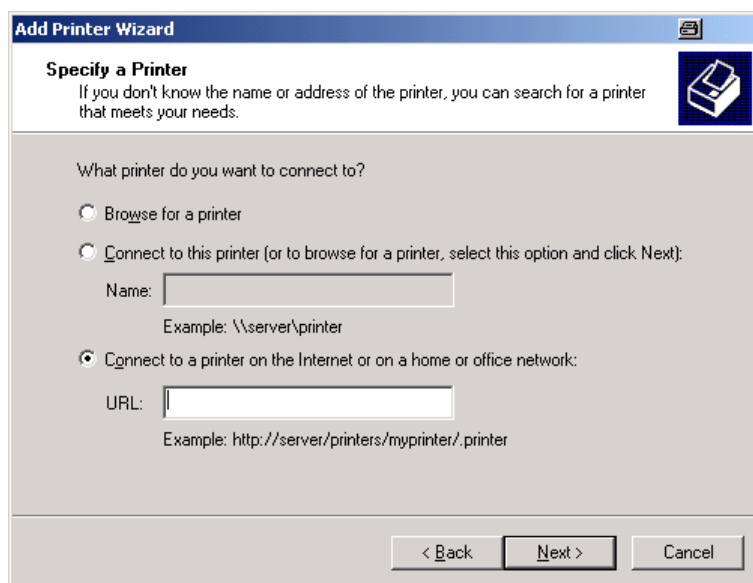 Add Printer Wizard
Specify a Printer
If you don't know the name or address of the printer, you can search for a printer
that meets your needs.
What printer do you want to connect to?
Browse for a printer
Connect to this printer (or to browse for a printer, select this option and click Next):
Name:
Example: \\server\printer
Connect to a printer on the Internet or on a home or office network:
URL:
Example: http://server/printers/myprinter/.printer
< Back Next > Cancel